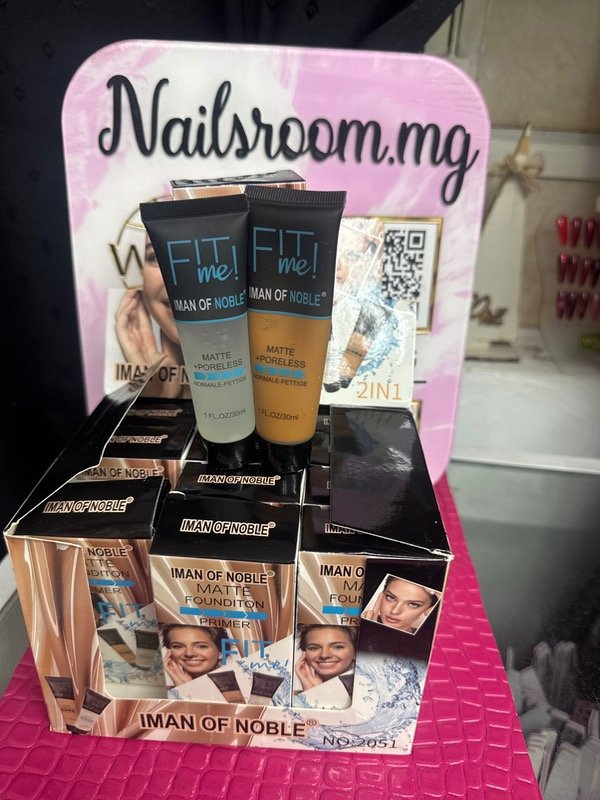 Nailsroom.mg
FIT
me!
IMAN OF NOBLE®
MATTE
+PORELESS
NORMALE-FETTIGE
1 FL.OZ/30ml
FIT
me!
IMAN OF NOBLE®
MATTE
+PORELESS
NORMALE-FETTIGE
1 FL.OZ/30ml
2IN1
IMAN OF NOBLE®
IMAN OF NOBLE
IMAN OF NOBLE®
IMAN OF NOBLE®
IMAN OF NOBLE®
IMAN OF NOBLE®
MATTE
FOUNDITON
PRIMER
FIT
me!
NOBLE®
MATTE
FOUNDITON
PRIMER
FIT
IMAN OF NOBLE®
NO:2051